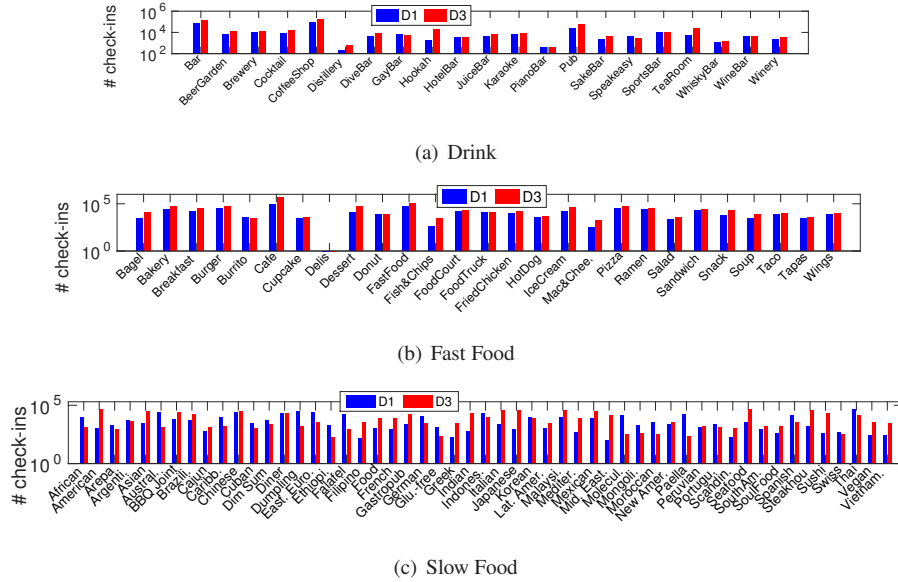 D1 D3
# check-ins
10^6
10^4
10^2
Bar BeerGarden Brewery Cocktail CoffeeShop Distillery DiveBar GayBar Hookah HotelBar JuiceBar Karaoke PianoBar Pub SakeBar Speakeasy SportsBar TeaRoom WhiskyBar WineBar Winery
(a) Drink
D1 D3
# check-ins
10^5
10^0
Bagel Bakery Breakfast Burger Burrito Cafe Cupcake Delis Dessert Donut FastFood Fish&Chips FoodCourt FoodTruck FriedChicken HotDog IceCream Mac&Chee. Pizza Ramen Salad Sandwich Snack Soup Taco Tapas Wings
(b) Fast Food
D1 D3
# check-ins
10^5
10^0
African American Arepa Argenti. Asian Austral. BBQ Joint Brazili. Cajun Caribb. Chinese Cuban Dim Sum Diner Dumpling East. Euro. Ethiopi. Falafel Filipino Food French Gastropub German Glu.-free Greek Indian Indones. Italian Japanese Korean Lat. Amer. Malaysi. Mediter. Mexican Mid. East. Molecul. Mongoli. Moroccan New Amer. Paella Peruvian Portugu. Scandin. Seafood South Am. SoulFood Spanish Steakhou. Sushi Swiss Thai Vegan Vietnam.
(c) Slow Food